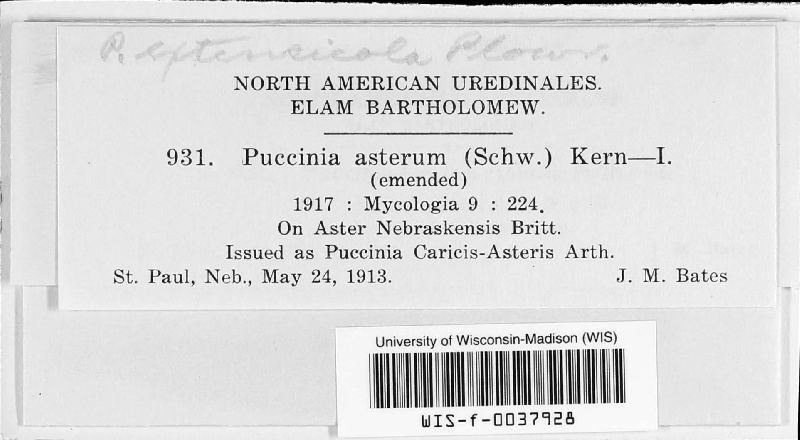 P. extensicola Plowr.
NORTH AMERICAN UREDINALES.
ELAM BARTHOLOMEW.
931. Puccinia asterum (Schw.) Kern—I.
(emended)
1917 : Mycologia 9 : 224.
On Aster Nebraskensis Britt.
Issued as Puccinia Caricis-Asteris Arth.
St. Paul, Neb., May 24, 1913. J. M. Bates
University of Wisconsin-Madison (WIS)
WIS-f-0037928